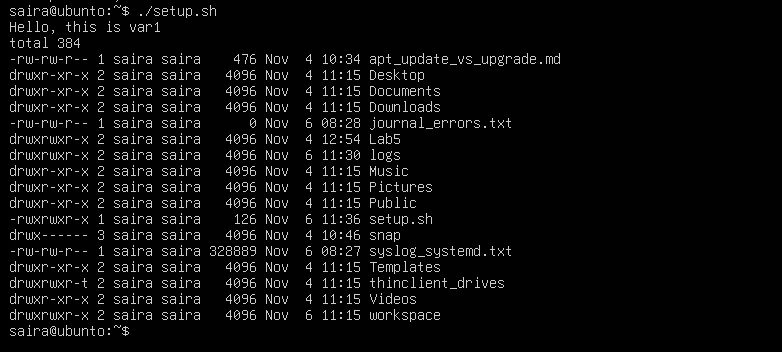 saira@ubunto:~$ ./setup.sh
Hello, this is var1
total 384
-rw-rw-r-- 1 saira saira    476 Nov  4 10:34 apt_update_vs_upgrade.md
drwxr-xr-x 2 saira saira   4096 Nov  4 11:15 Desktop
drwxr-xr-x 2 saira saira   4096 Nov  4 11:15 Documents
drwxr-xr-x 2 saira saira   4096 Nov  4 11:15 Downloads
-rw-rw-r-- 1 saira saira      0 Nov  6 08:28 journal_errors.txt
drwxrwxr-x 2 saira saira   4096 Nov  4 12:54 Lab5
drwxrwxr-x 2 saira saira   4096 Nov  6 11:30 logs
drwxr-xr-x 2 saira saira   4096 Nov  4 11:15 Music
drwxr-xr-x 2 saira saira   4096 Nov  4 11:15 Pictures
drwxr-xr-x 2 saira saira   4096 Nov  4 11:15 Public
-rwxrwxr-x 1 saira saira    126 Nov  6 11:36 setup.sh
drwx------ 3 saira saira   4096 Nov  4 10:46 snap
-rw-rw-r-- 1 saira saira 328889 Nov  6 08:27 syslog_systemd.txt
drwxr-xr-x 2 saira saira   4096 Nov  4 11:15 Templates
drwxrwxr-t 2 saira saira   4096 Nov  4 11:15 thinclient_drives
drwxr-xr-x 2 saira saira   4096 Nov  4 11:15 Videos
drwxrwxr-x 2 saira saira   4096 Nov  6 11:15 workspace
saira@ubunto:~$